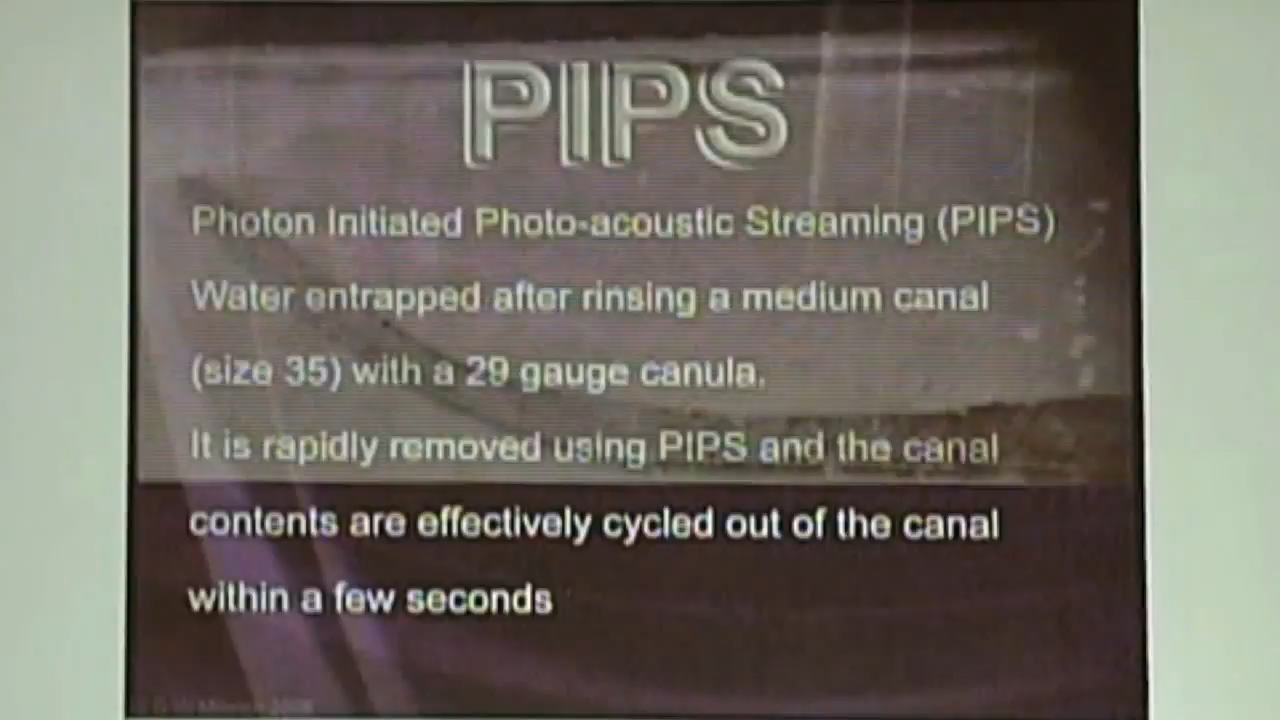 PIPS
Photon Initiated Photo-acoustic Streaming (PIPS)
Water entrapped after rinsing a medium canal
(size 35) with a 29 gauge canula.
It is rapidly removed using PIPS and the canal
contents are effectively cycled out of the canal
within a few seconds